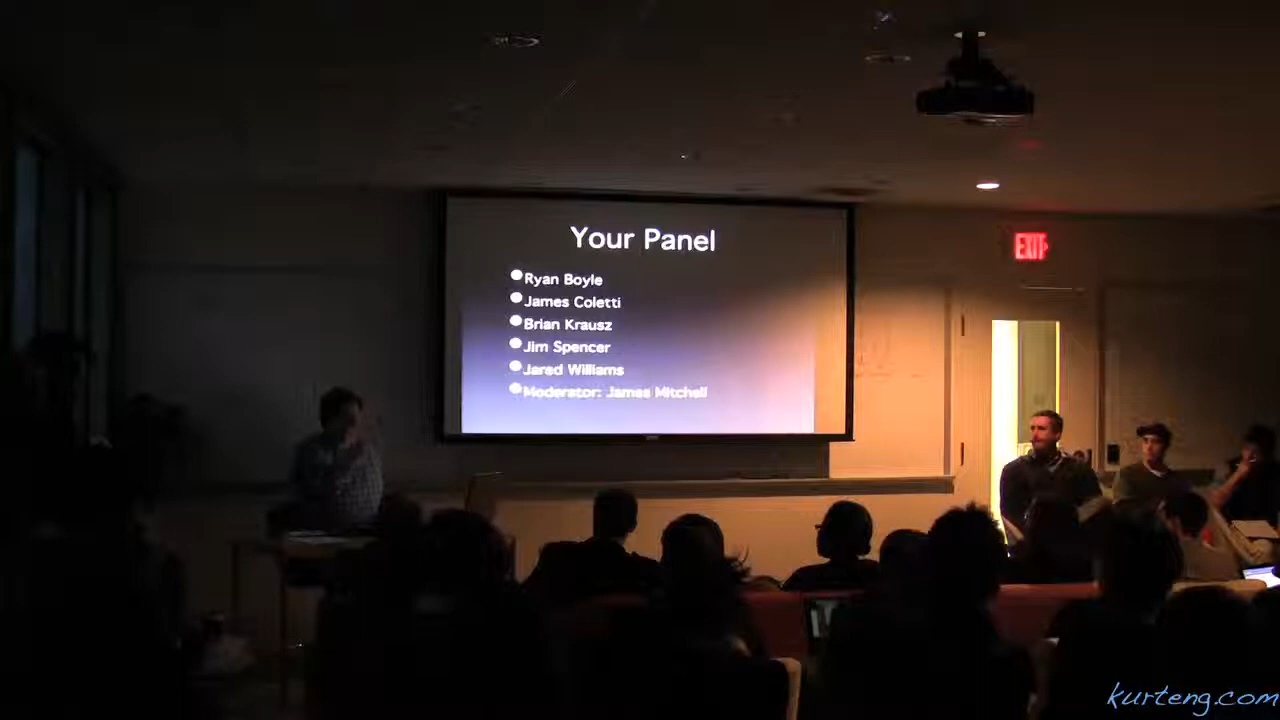 Your Panel
Ryan Boyle
James Coletti
Brian Krausz
Jim Spencer
Jared Williams
Moderator: James Mitchell
EXIT
kurteng.com